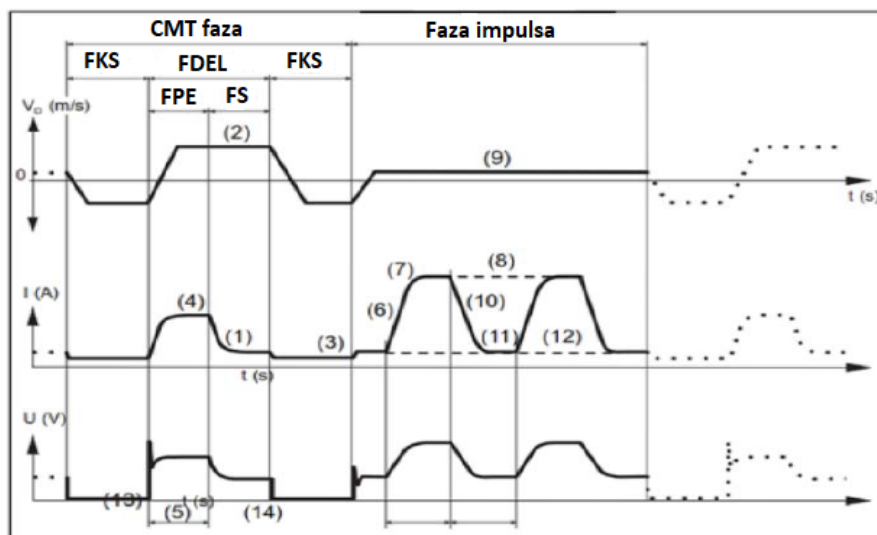 CMT faza Faza impulsa
FKS FDEL FKS
FPE FS
V_D (m/s)
(2)
(9)
0
t (s)
(7) (8)
I (A) (4) (6) (10)
(1) (3) (11) (12)
t (s)
U (V)
(13) t (s)
(5) (14)